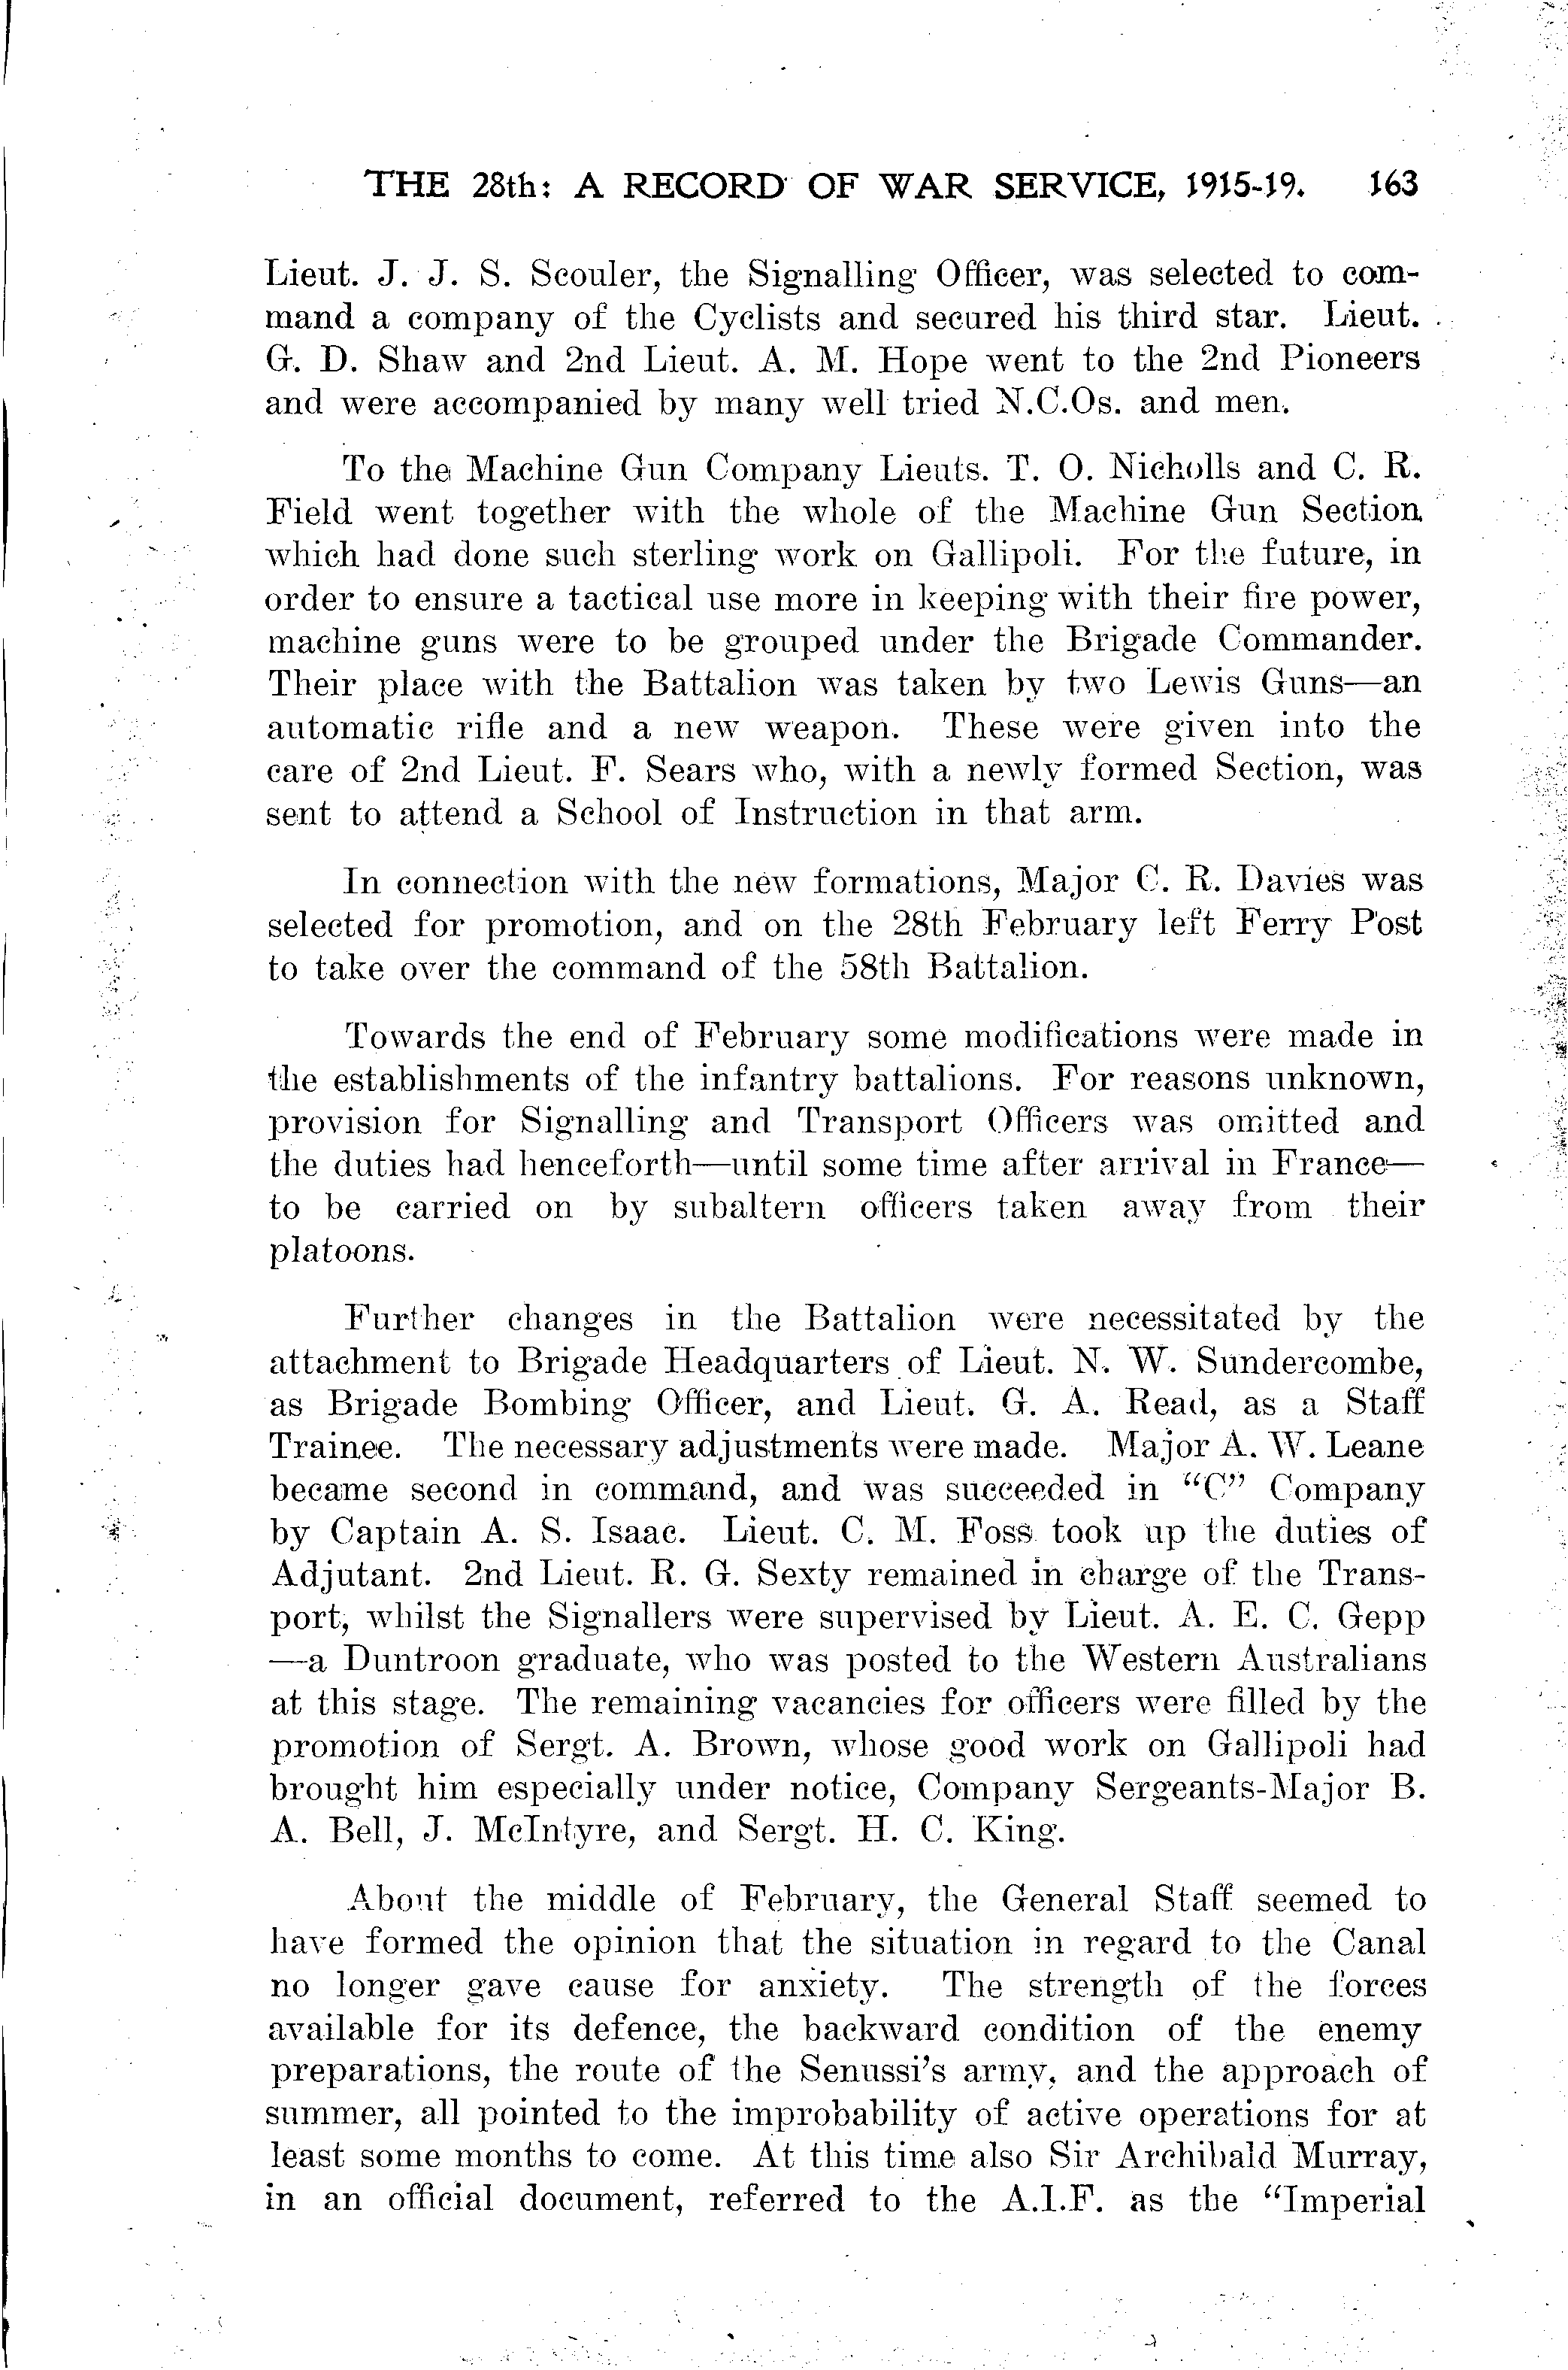 THE 28th: A RECORD OF WAR SERVICE, 1915-19. 163
Lieut. J. J. S. Scouler, the Signalling Officer, was selected to com-
mand a company of the Cyclists and secured his third star. Lieut.
G. D. Shaw and 2nd Lieut. A. M. Hope went to the 2nd Pioneers
and were accompanied by many well tried N.C.Os. and men.
To the Machine Gun Company Lieuts. T. O. Nicholls and C. R.
Field went together with the whole of the Machine Gun Section
which had done such sterling work on Gallipoli. For the future, in
order to ensure a tactical use more in keeping with their fire power,
machine guns were to be grouped under the Brigade Commander.
Their place with the Battalion was taken by two Lewis Guns—an
automatic rifle and a new weapon. These were given into the
care of 2nd Lieut. F. Sears who, with a newly formed Section, was
sent to attend a School of Instruction in that arm.
In connection with the new formations, Major C. R. Davies was
selected for promotion, and on the 28th February left Ferry Post
to take over the command of the 58th Battalion.
Towards the end of February some modifications were made in
the establishments of the infantry battalions. For reasons unknown,
provision for Signalling and Transport Officers was omitted and
the duties had henceforth—until some time after arrival in France—
to be carried on by subaltern officers taken away from their
platoons.
Further changes in the Battalion were necessitated by the
attachment to Brigade Headquarters of Lieut. N. W. Sundercombe,
as Brigade Bombing Officer, and Lieut. G. A. Read, as a Staff
Trainee. The necessary adjustments were made. Major A. W. Leane
became second in command, and was succeeded in "C" Company
by Captain A. S. Isaac. Lieut. C. M. Foss took up the duties of
Adjutant. 2nd Lieut. R. G. Sexty remained in charge of the Trans-
port, whilst the Signallers were supervised by Lieut. A. E. C. Gepp
—a Duntroon graduate, who was posted to the Western Australians
at this stage. The remaining vacancies for officers were filled by the
promotion of Sergt. A. Brown, whose good work on Gallipoli had
brought him especially under notice, Company Sergeants-Major B.
A. Bell, J. McIntyre, and Sergt. H. C. King.
About the middle of February, the General Staff seemed to
have formed the opinion that the situation in regard to the Canal
no longer gave cause for anxiety. The strength of the forces
available for its defence, the backward condition of the enemy
preparations, the route of the Senussi's army, and the approach of
summer, all pointed to the improbability of active operations for at
least some months to come. At this time also Sir Archibald Murray,
in an official document, referred to the A.I.F. as the "Imperial